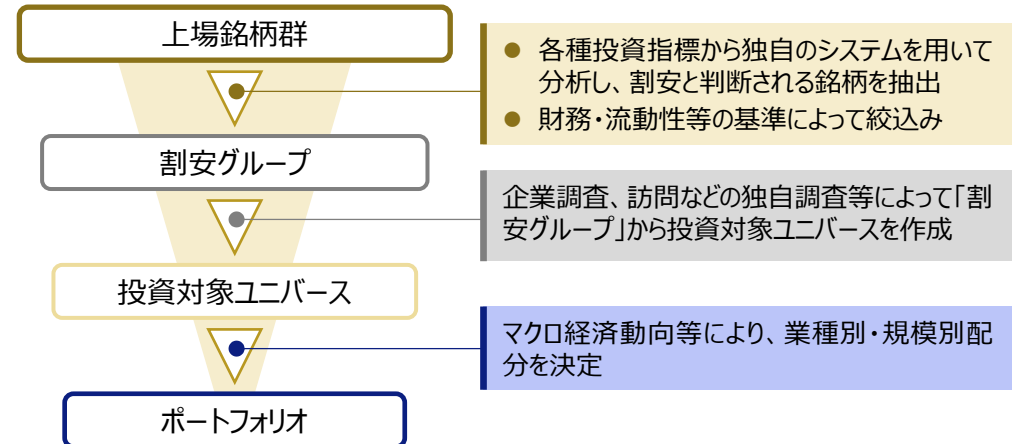 上場銘柄群
● 各種投資指標から独自のシステムを用いて
分析し、割安と判断される銘柄を抽出
● 財務・流動性等の基準によって絞込み
割安グループ
企業調査、訪問などの独自調査等によって「割
安グループ」から投資対象ユニバースを作成
投資対象ユニバース
マクロ経済動向等により、業種別・規模別配
分を決定
ポートフォリオ